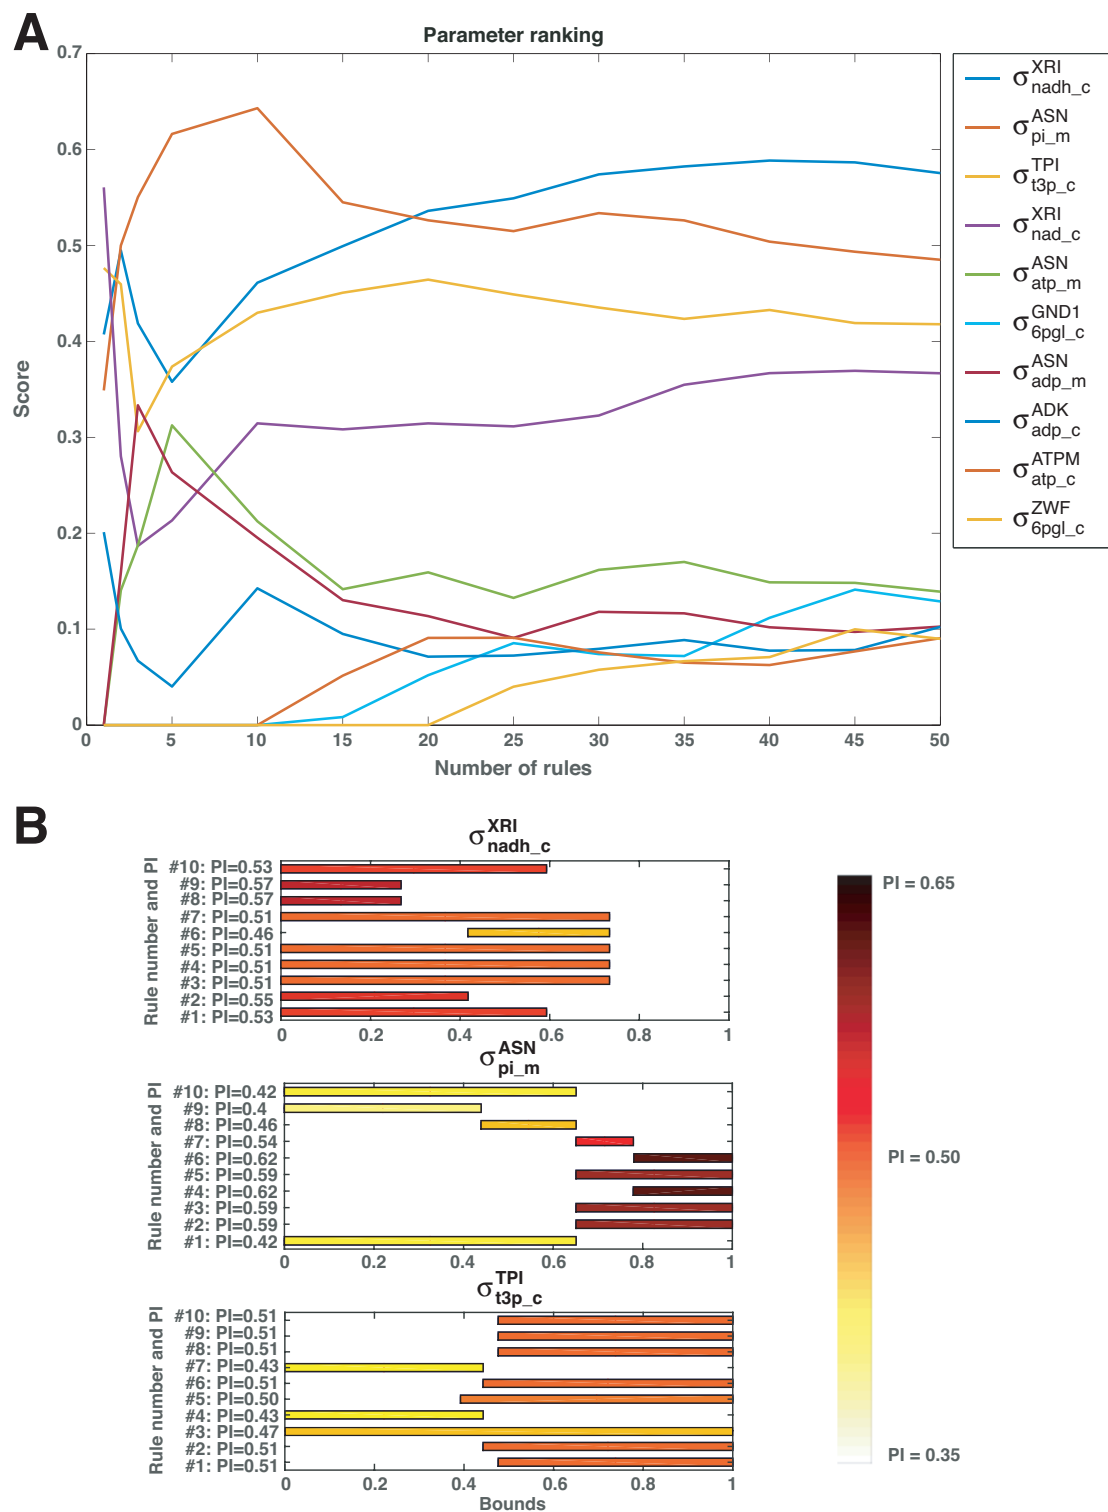 A
Parameter ranking
0.7
0.6
0.5
0.4
0.3
0.2
0.1
0
Score
0 5 10 15 20 25 30 35 40 45 50
Number of rules
σ XRI nadh_c
σ ASN pi_m
σ TPI t3p_c
σ XRI nad_c
σ ASN atp_m
σ GND1 6pgl_c
σ ASN adp_m
σ ADK adp_c
σ ATPM atp_c
σ ZWF 6pgl_c
B
σ XRI nadh_c
Rule number and PI
#10: PI=0.53
#9: PI=0.57
#8: PI=0.57
#7: PI=0.51
#6: PI=0.46
#5: PI=0.51
#4: PI=0.51
#3: PI=0.51
#2: PI=0.55
#1: PI=0.53
0 0.2 0.4 0.6 0.8 1
σ ASN pi_m
Rule number and PI
#10: PI=0.42
#9: PI=0.4
#8: PI=0.46
#7: PI=0.54
#6: PI=0.62
#5: PI=0.59
#4: PI=0.62
#3: PI=0.59
#2: PI=0.59
#1: PI=0.42
0 0.2 0.4 0.6 0.8 1
σ TPI t3p_c
Rule number and PI
#10: PI=0.51
#9: PI=0.51
#8: PI=0.51
#7: PI=0.43
#6: PI=0.51
#5: PI=0.50
#4: PI=0.43
#3: PI=0.47
#2: PI=0.51
#1: PI=0.51
0 0.2 0.4 0.6 0.8 1
Bounds
PI = 0.65
PI = 0.50
PI = 0.35